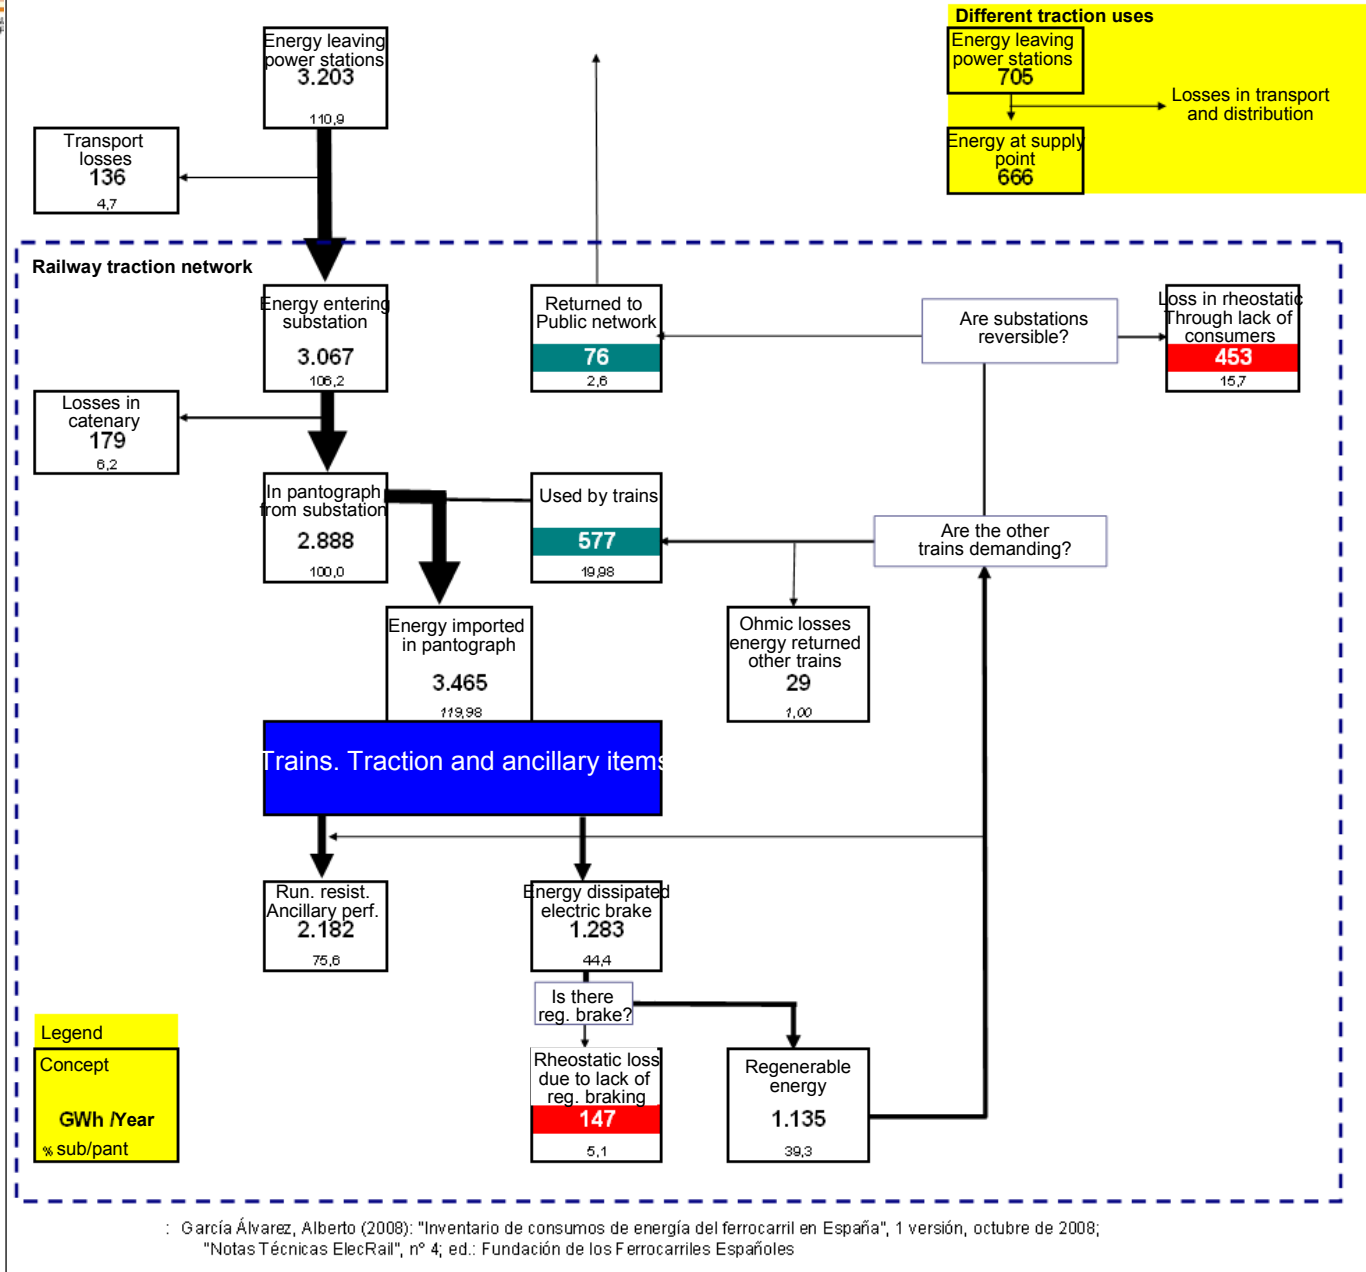 Different traction uses
Energy leaving
power stations
3.203
110,9
Energy leaving
power stations
705
Losses in transport
and distribution
Transport
losses
136
4,7
Energy at supply
point
666
Railway traction network
Energy entering
substation
3.067
106,2
Returned to
Public network
76
2,6
Are substations
reversible?
Loss in rheostatic
Through lack of
consumers
453
15,7
Losses in
catenary
179
6,2
In pantograph
from substation
2.888
100,0
Used by trains
577
19,98
Are the other
trains demanding?
Energy imported
in pantograph
3.465
119,98
Ohmic losses
energy returned
other trains
29
1,00
Trains. Traction and ancillary items
Run. resist.
Ancillary perf.
2.182
75,6
Energy dissipated
electric brake
1.283
44,4
Is there
reg. brake?
Legend
Concept
GWh /Year
% sub/pant
Rheostatic loss
due to lack of
reg. braking
147
5,1
Regenerable
energy
1.135
39,3
: García Álvarez, Alberto (2008): "Inventario de consumos de energía del ferrocarril en España", 1 versión, octubre de 2008;
"Notas Técnicas ElecRail", nº 4; ed.: Fundación de los Ferrocarriles Españoles